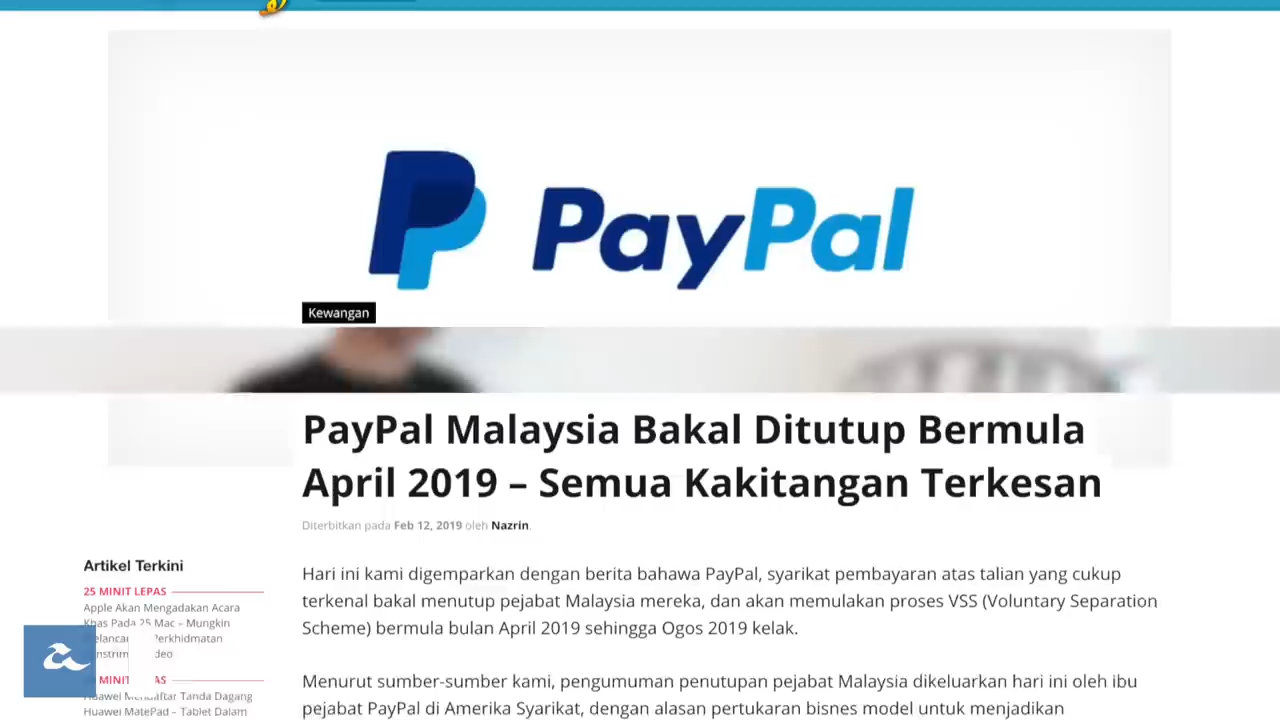 PayPal
Kewangan
PayPal Malaysia Bakal Ditutup Bermula
April 2019 – Semua Kakitangan Terkesan
Diterbitkan pada Feb 12, 2019 oleh Nazrin.
Hari ini kami digemparkan dengan berita bahawa PayPal, syarikat pembayaran atas talian yang cukup
terkenal bakal menutup pejabat Malaysia mereka, dan akan memulakan proses VSS (Voluntary Separation
Scheme) bermula bulan April 2019 sehingga Ogos 2019 kelak.
Menurut sumber-sumber kami, pengumuman penutupan pejabat Malaysia dikeluarkan hari ini oleh ibu
pejabat PayPal di Amerika Syarikat, dengan alasan pertukaran bisnes model untuk menjadikan
Artikel Terkini
25 MINIT LEPAS
Apple Akan Mengadakan Acara
Khas Pada 25 Mac – Mungkin
MINIT
Huawei Mendaftar Tanda Dagang
Huawei MatePad – Tablet Dalam